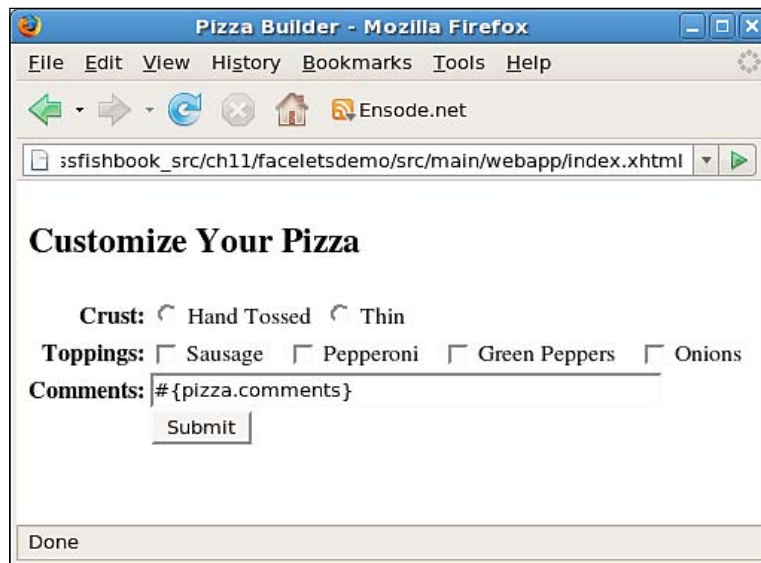 Pizza Builder - Mozilla Firefox
File Edit View History Bookmarks Tools Help
Ensode.net
ssfishbook_src/ch11/faceletsdemo/src/main/webapp/index.xhtml
Customize Your Pizza
Crust: Hand Tossed Thin
Toppings: Sausage Pepperoni Green Peppers Onions
Comments: #{pizza.comments}
Submit
Done